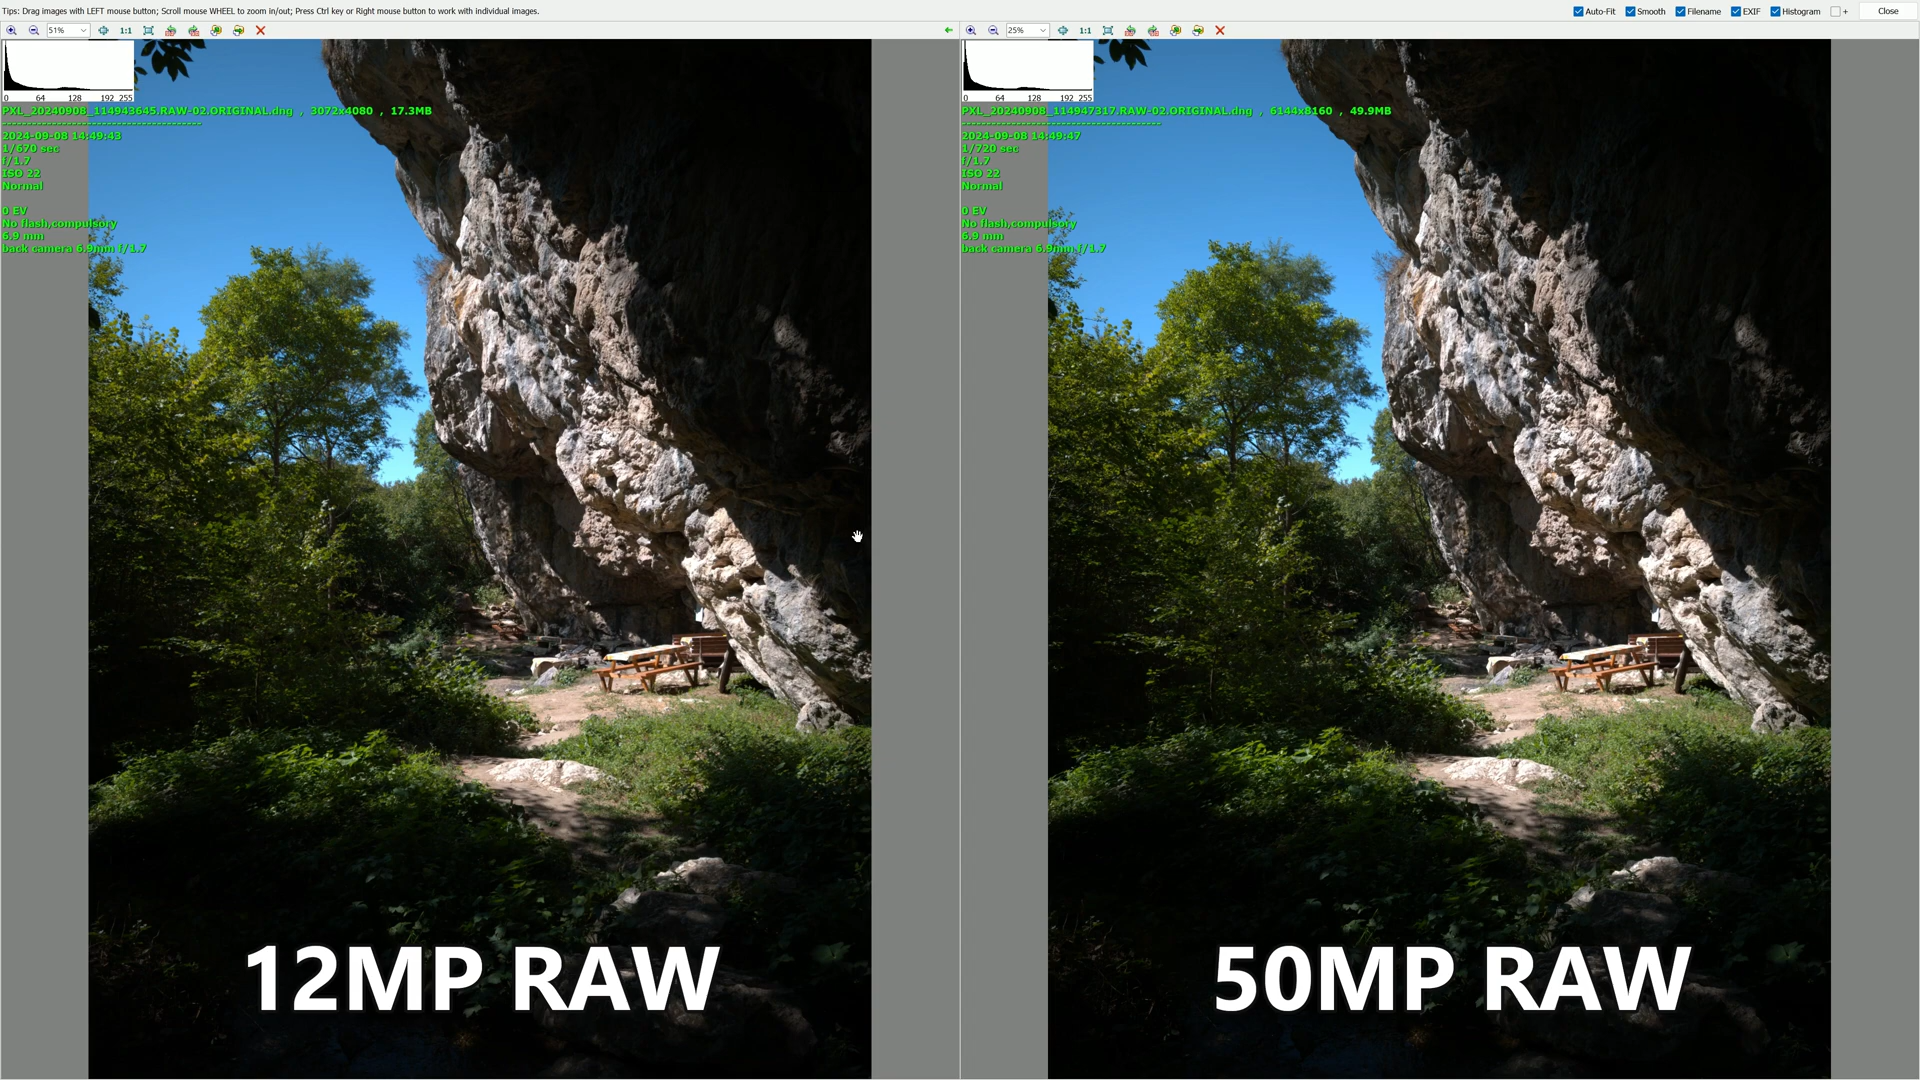 Tips: Drag images with LEFT mouse button; Scroll mouse WHEEL to zoom in/out; Press Ctrl key or Right mouse button to work with individual images.
Auto-Fit Smooth Filename EXIF Histogram + Close
51% 1:1
25% 1:1
0 64 128 192 255
PXL_20240908_114943645.RAW-02.ORIGINAL.dng , 3072x4080 , 17.3MB
----------------------------------------
2024-09-08 14:49:43
1/670 sec
f/1.7
ISO 22
Normal
0 EV
No flash,compulsory
6.9 mm
back camera 6.9mm f/1.7
12MP RAW
0 64 128 192 255
PXL_20240908_114947317.RAW-02.ORIGINAL.dng , 6144x8160 , 49.9MB
----------------------------------------
2024-09-08 14:49:47
1/720 sec
f/1.7
ISO 22
Normal
0 EV
No flash,compulsory
6.9 mm
back camera 6.9mm f/1.7
50MP RAW